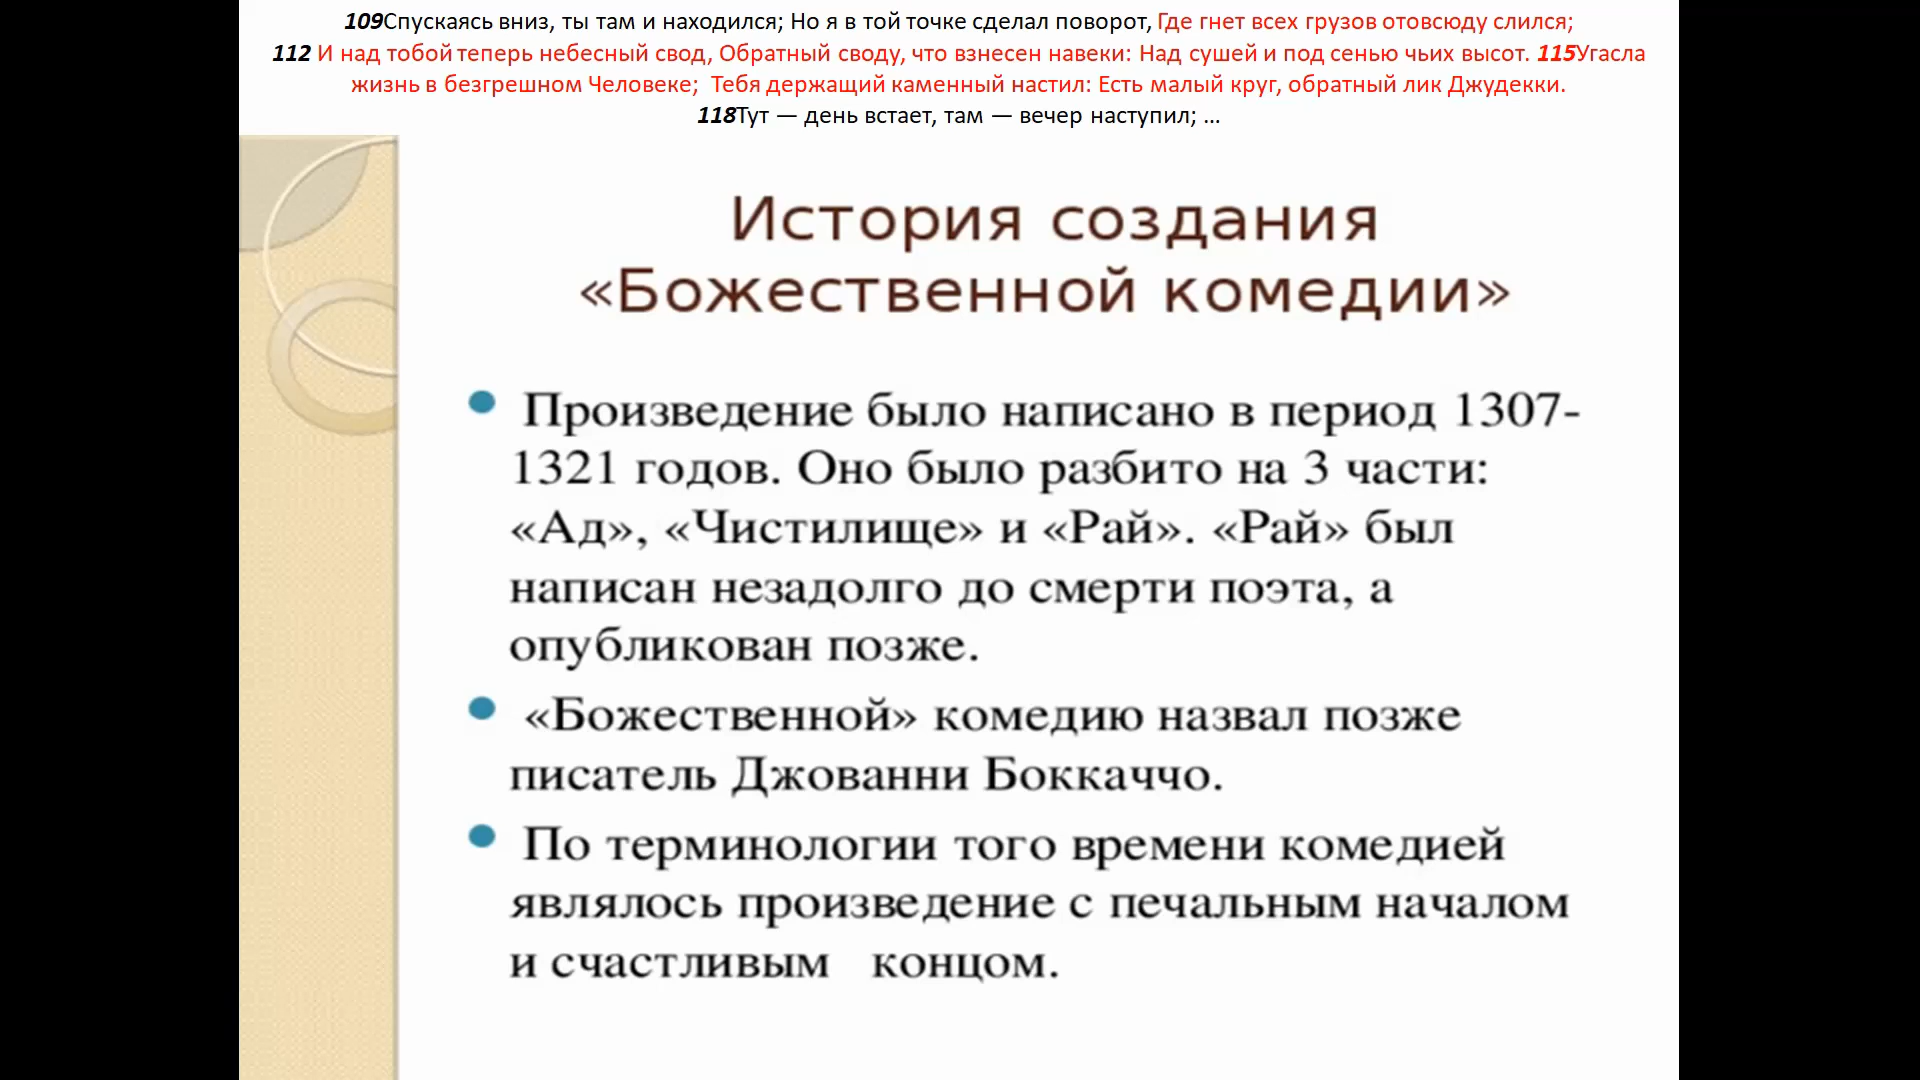 109Спускаясь вниз, ты там и находился; Но я в той точке сделал поворот, Где гнет всех грузов отовсюду слился;
112 И над тобой теперь небесный свод, Обратный своду, что взнесен навеки: Над сушей и под сенью чьих высот. 115Угасла
жизнь в безгрешном Человеке;  Тебя держащий каменный настил: Есть малый круг, обратный лик Джудекки.
118Тут — день встает, там — вечер наступил; ...
История создания
«Божественной комедии»
Произведение было написано в период 1307-
1321 годов. Оно было разбито на 3 части:
«Ад», «Чистилище» и «Рай». «Рай» был
написан незадолго до смерти поэта, а
опубликован позже.
«Божественной» комедию назвал позже
писатель Джованни Боккаччо.
По терминологии того времени комедией
являлось произведение с печальным началом
и счастливым   концом.